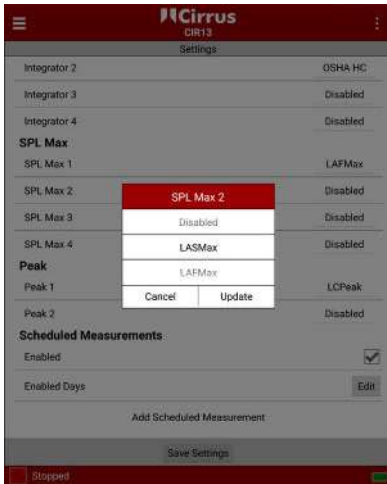 Cirrus
CIR13
Settings
Integrator 2 OSHA HC
Integrator 3 Disabled
Integrator 4 Disabled
SPL Max
SPL Max 1 LAFMax
SPL Max 2 Disabled
SPL Max 3 Disabled
SPL Max 4 Disabled
SPL Max 2
Disabled
LASMax
LAFMax
Cancel Update
Peak
Peak 1 LCPeak
Peak 2 Disabled
Scheduled Measurements
Enabled
Enabled Days Edit
Add Scheduled Measurement
Save Settings
Stopped